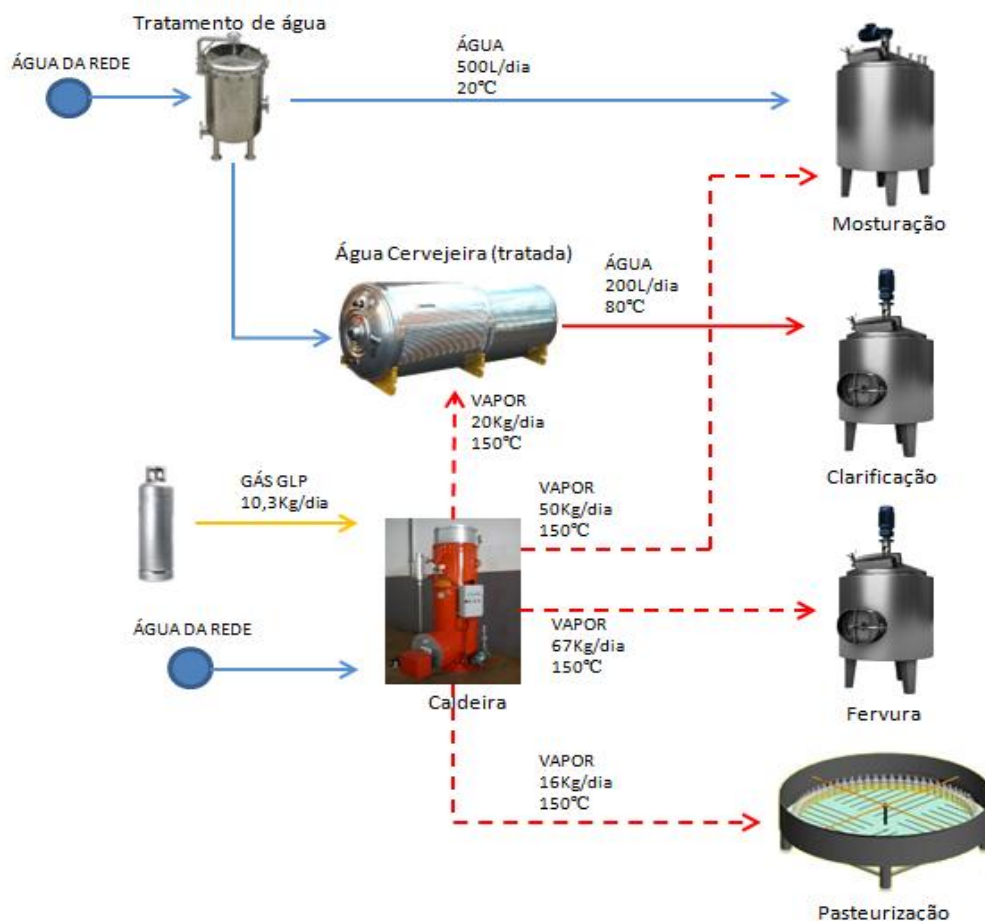 Tratamento de água
ÁGUA DA REDE
ÁGUA
500L/dia
20℃
Mosturação
Água Cervejeira (tratada)
ÁGUA
200L/dia
80℃
VAPOR
20Kg/dia
150℃
Clarificação
GÁS GLP
10,3Kg/dia
VAPOR
50Kg/dia
150℃
ÁGUA DA REDE
VAPOR
67Kg/dia
150℃
Caldeira
Fervura
VAPOR
16Kg/dia
150℃
Pasteurização